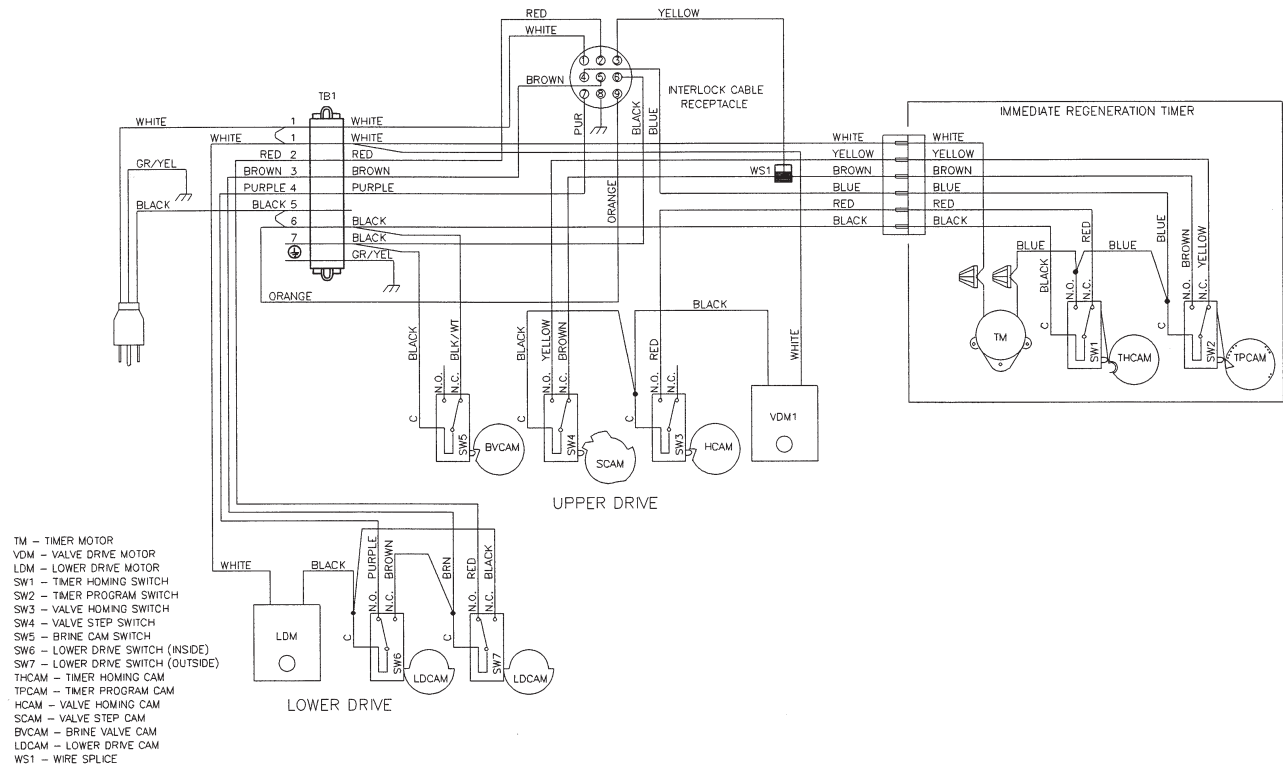 RED
YELLOW
WHITE
1 2 3
4 5 6
7 8 9
BROWN
INTERLOCK CABLE
RECEPTACLE
PUR
BLACK
BLUE
ORANGE
TB1
WHITE 1 WHITE
WHITE 1 WHITE
RED 2 RED
BROWN 3 BROWN
PURPLE 4 PURPLE
BLACK BLACK 5
6 BLACK
7 BLACK
GR/YEL
GR/YEL
ORANGE
WS1
IMMEDIATE REGENERATION TIMER
WHITE WHITE
YELLOW YELLOW
BROWN BROWN
BLUE BLUE
RED RED
BLACK BLACK
BLUE
BLACK
N.O.
RED
N.C.
BLUE
BLUE
BROWN
N.O.
YELLOW
N.C.
TM
C
SW1
THCAM
C
SW2
TPCAM
BLACK
BLK/WT
N.O.
N.C.
C
SW5
BVCAM
BLACK
YELLOW
BROWN
N.O.
N.C.
C
SW4
SCAM
RED
N.O.
N.C.
C
SW3
HCAM
BLACK
WHITE
VDM1
UPPER DRIVE
WHITE
BLACK
LDM
PURPLE
BROWN
N.O.
N.C.
C
SW6
LDCAM
BRN
RED
BLACK
N.O.
N.C.
C
SW7
LDCAM
LOWER DRIVE
TM – TIMER MOTOR
VDM – VALVE DRIVE MOTOR
LDM – LOWER DRIVE MOTOR
SW1 – TIMER HOMING SWITCH
SW2 – TIMER PROGRAM SWITCH
SW3 – VALVE HOMING SWITCH
SW4 – VALVE STEP SWITCH
SW5 – BRINE CAM SWITCH
SW6 – LOWER DRIVE SWITCH (INSIDE)
SW7 – LOWER DRIVE SWITCH (OUTSIDE)
THCAM – TIMER HOMING CAM
TPCAM – TIMER PROGRAM CAM
HCAM – VALVE HOMING CAM
SCAM – VALVE STEP CAM
BVCAM – BRINE VALVE CAM
LDCAM – LOWER DRIVE CAM
WS1 – WIRE SPLICE